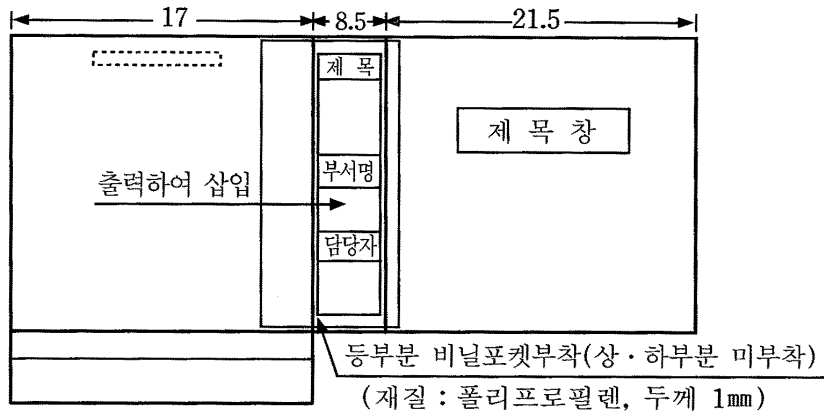 17 8.5 21.5
제 목
제 목 창
부서명
출력하여 삽입
담당자
등부분 비닐포켓부착(상·하부분 미부착)
(재질 : 폴리프로필렌, 두께 1mm)